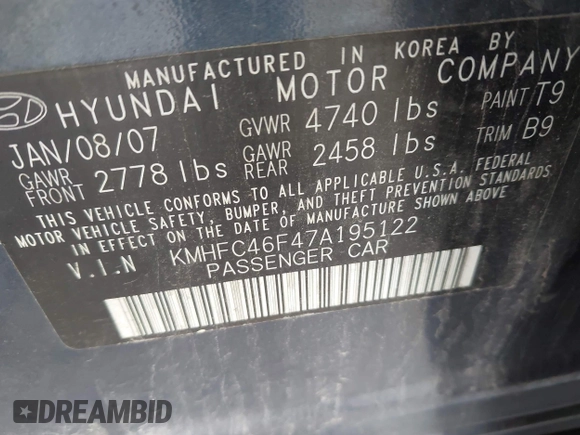 MANUFACTURED IN KOREA BY
HYUNDAI MOTOR COMPANY
JAN/08/07 GVWR 4740 lbs PAINT T9
GAWR FRONT 2778 lbs GAWR REAR 2458 lbs TRIM B9
THIS VEHICLE CONFORMS TO ALL APPLICABLE U.S.A. FEDERAL
MOTOR VEHICLE SAFETY, BUMPER, AND THEFT PREVENTION STANDARDS
IN EFFECT ON THE DATE OF MANUFACTURE SHOWN ABOVE.
V.I.N KMHFC46F47A195122
PASSENGER CAR
DREAMBID